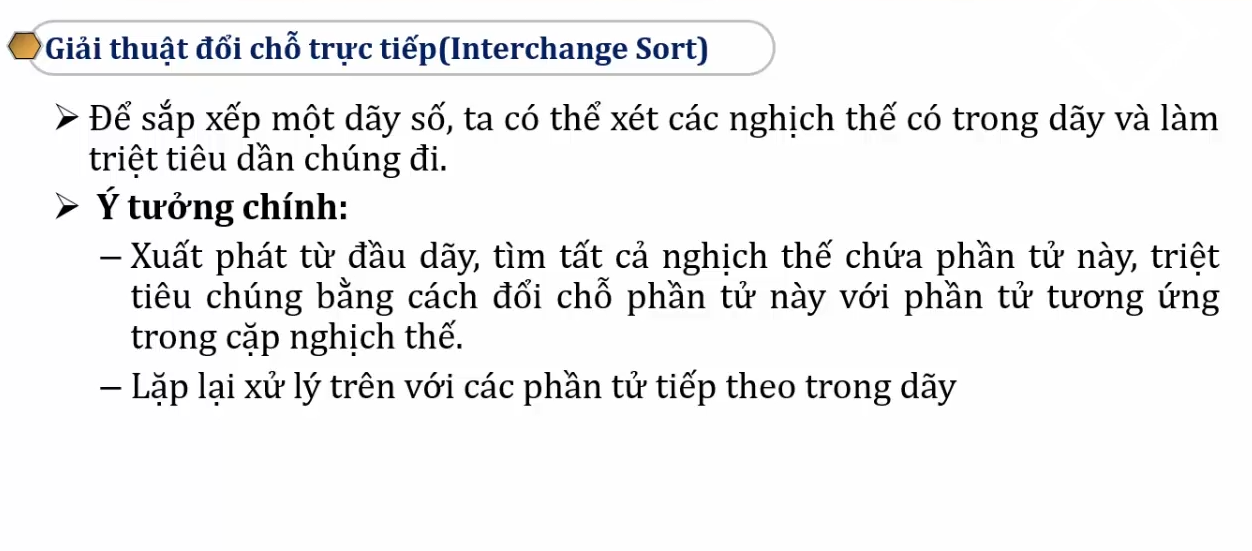 Giải thuật đổi chỗ trực tiếp(Interchange Sort)
➢ Để sắp xếp một dãy số, ta có thể xét các nghịch thế có trong dãy và làm
triệt tiêu dần chúng đi.
➢ Ý tưởng chính:
– Xuất phát từ đầu dãy, tìm tất cả nghịch thế chứa phần tử này, triệt
tiêu chúng bằng cách đổi chỗ phần tử này với phần tử tương ứng
trong cặp nghịch thế.
– Lặp lại xử lý trên với các phần tử tiếp theo trong dãy